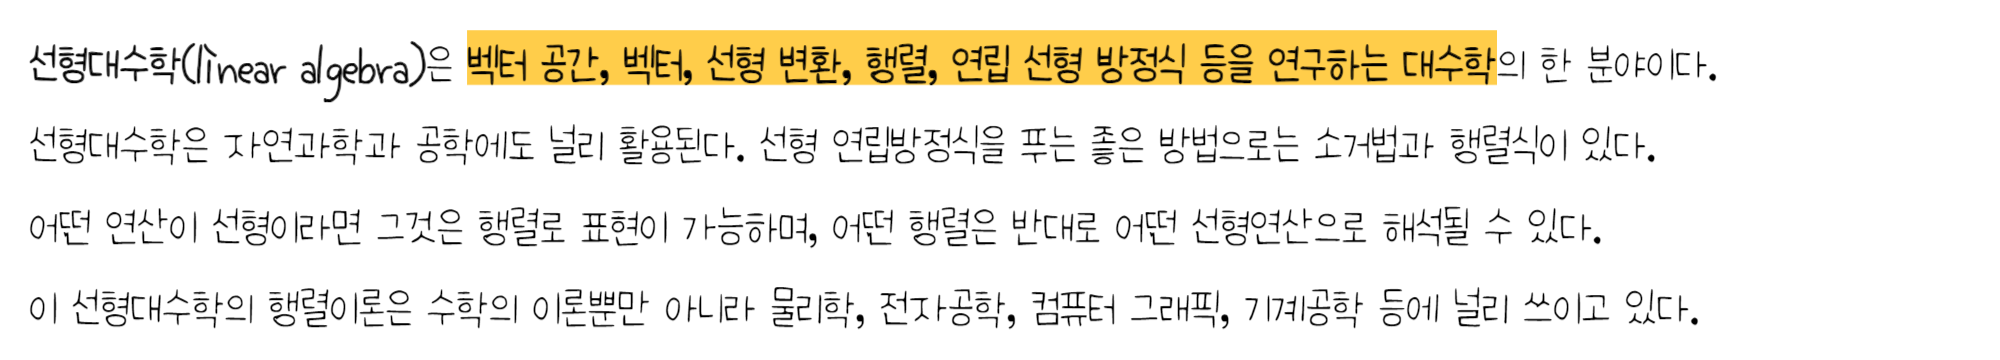 선형대수학(linear algebra)은 벡터 공간, 벡터, 선형 변환, 행렬, 연립 선형 방정식 등을 연구하는 대수학의 한 분야이다.
선형대수학은 자연과학과 공학에도 널리 활용된다. 선형 연립방정식을 푸는 좋은 방법으로는 소거법과 행렬식이 있다.
어떤 연산이 선형이라면 그것은 행렬로 표현이 가능하며, 어떤 행렬은 반대로 어떤 선형연산으로 해석될 수 있다.
이 선형대수학의 행렬이론은 수학의 이론뿐만 아니라 물리학, 전자공학, 컴퓨터 그래픽, 기계공학 등에 널리 쓰이고 있다.